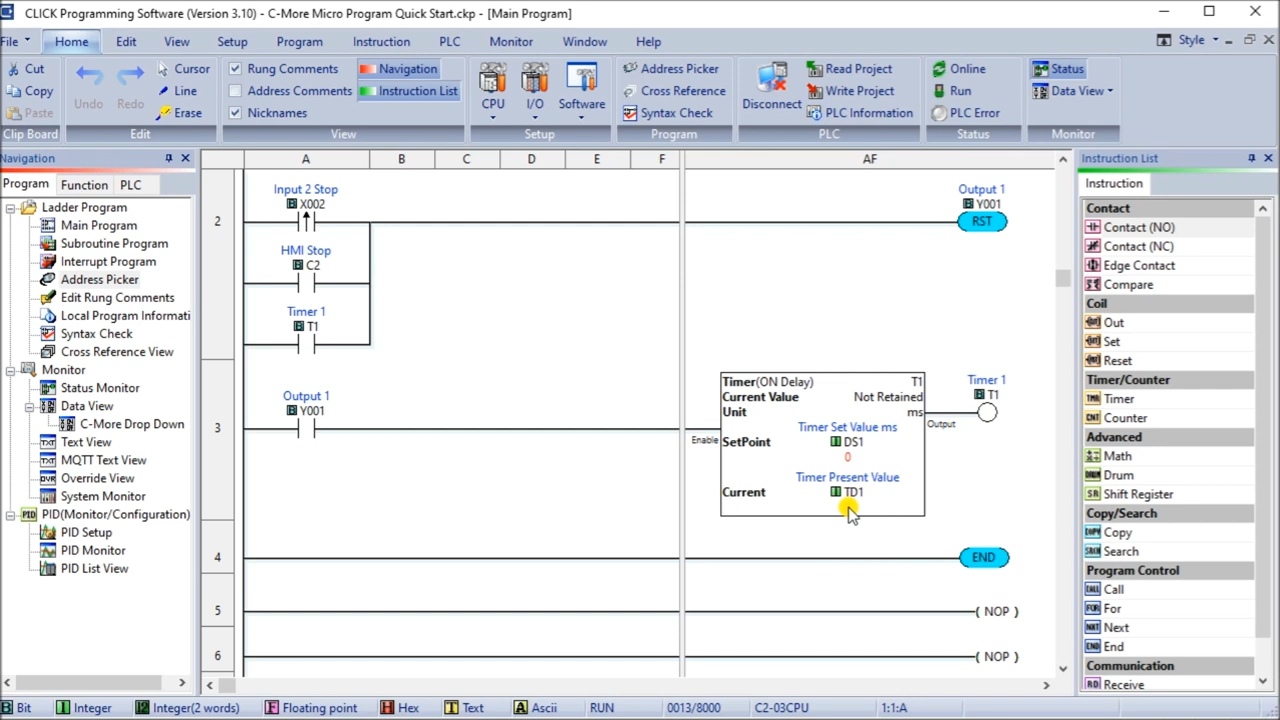 CLICK Programming Software (Version 3.10) - C-More Micro Program Quick Start.ckp - [Main Program]
File Home Edit View Setup Program Instruction PLC Monitor Window Help Style
Cut
Copy
Paste
Clip Board
Undo Redo
Cursor
Line
Erase
Edit
Rung Comments
Address Comments
Nicknames
Navigation
Instruction List
View
CPU I/O Software
Setup
Address Picker
Cross Reference
Syntax Check
Program
Disconnect
Read Project
Write Project
PLC Information
PLC
Online
Run
PLC Error
Status
Status
Data View
Monitor
Navigation
Program Function PLC
Ladder Program
Main Program
Subroutine Program
Interrupt Program
Address Picker
Edit Rung Comments
Local Program Informati
Syntax Check
Cross Reference View
Monitor
Status Monitor
Data View
C-More Drop Down
Text View
MQTT Text View
Override View
System Monitor
PID(Monitor/Configuration)
PID Setup
PID Monitor
PID List View
A B C D E F AF
2
Input 2 Stop
B X002
HMI Stop
B C2
Timer 1
B T1
Output 1
B Y001
RST
3
Output 1
B Y001
Timer(ON Delay) T1
Current Value Not Retained
Unit ms
Timer Set Value ms
Enable SetPoint I DS1
0
Timer Present Value
Current I TD1
Output
Timer 1
B T1
4
END
5
( NOP )
6
( NOP )
Instruction List
Instruction
Contact
Contact (NO)
Contact (NC)
Edge Contact
Compare
Coil
Out
Set
Reset
Timer/Counter
TMR Timer
CNT Counter
Advanced
Math
Drum
SR Shift Register
Copy/Search
COPY Copy
SRCH Search
Program Control
CALL Call
FOR For
NXT Next
END End
Communication
RD Receive
B Bit I Integer I2 Integer(2 words) F Floating point H Hex T Text A Ascii RUN 0013/8000 C2-03CPU 1:1:A